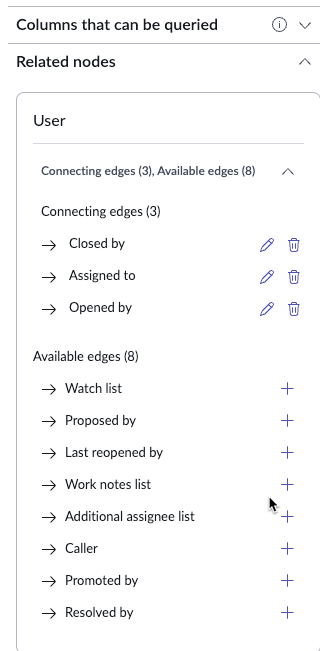 Columns that can be queried
Related nodes
User
Connecting edges (3), Available edges (8)
Connecting edges (3)
Closed by
Assigned to
Opened by
Available edges (8)
Watch list
Proposed by
Last reopened by
Work notes list
Additional assignee list
Caller
Promoted by
Resolved by